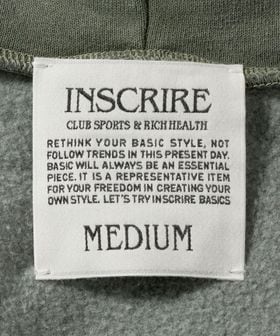 INSCRIRE
CLUB SPORTS & RICH HEALTH
RETHINK YOUR BASIC STYLE, NOT
FOLLOW TRENDS IN THIS PRESENT DAY.
BASIC WILL ALWAYS BE AN ESSENTIAL
PIECE. IT IS A REPRESENTATIVE ITEM
FOR YOUR FREEDOM IN CREATING YOUR
OWN STYLE. LET'S TRY INSCRIRE BASICS
MEDIUM